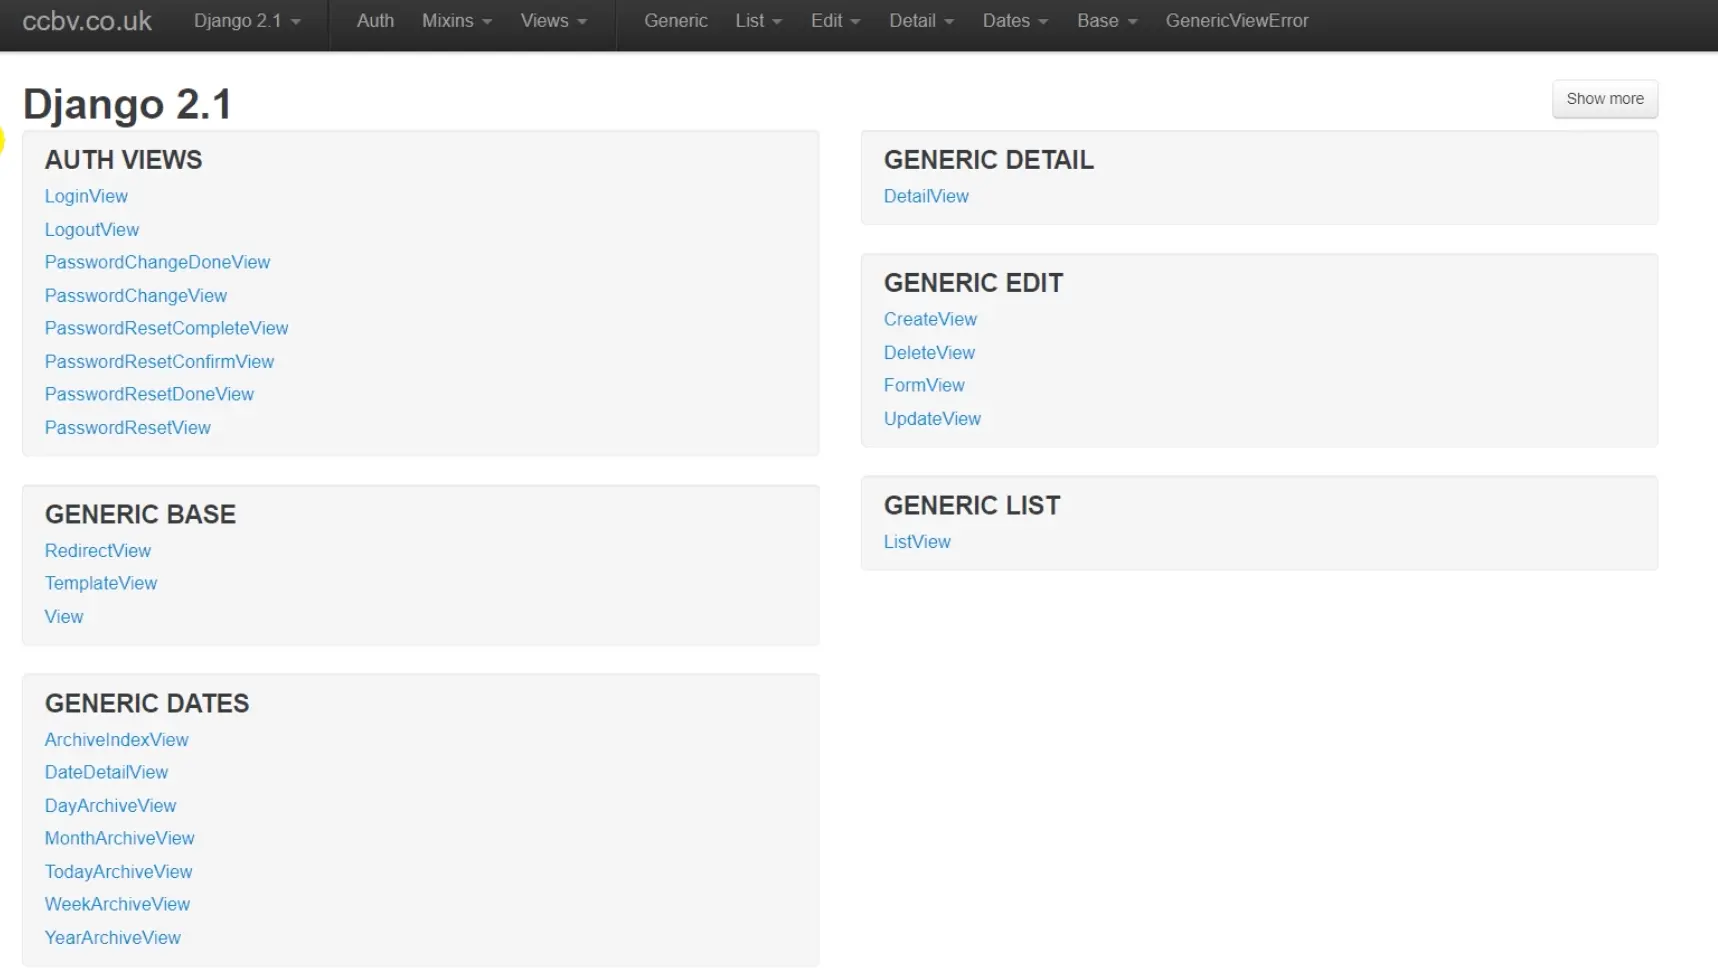 ccbv.co.uk Django 2.1 Auth Mixins Views Generic List Edit Detail Dates Base GenericViewError
Django 2.1
Show more
AUTH VIEWS
LoginView
LogoutView
PasswordChangeDoneView
PasswordChangeView
PasswordResetCompleteView
PasswordResetConfirmView
PasswordResetDoneView
PasswordResetView
GENERIC BASE
RedirectView
TemplateView
View
GENERIC DATES
ArchiveIndexView
DateDetailView
DayArchiveView
MonthArchiveView
TodayArchiveView
WeekArchiveView
YearArchiveView
GENERIC DETAIL
DetailView
GENERIC EDIT
CreateView
DeleteView
FormView
UpdateView
GENERIC LIST
ListView